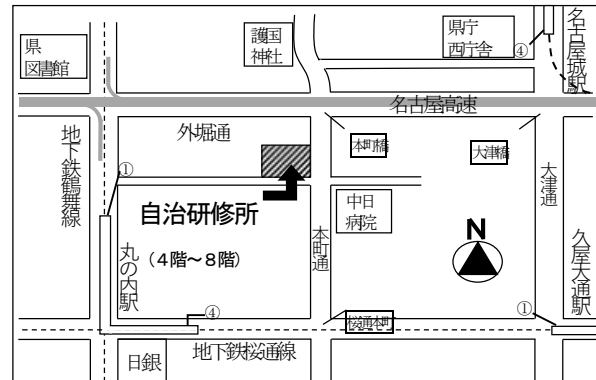 県
図書館
護国
神社
県庁
西庁舎
④
名古屋城駅
名古屋高速
外堀通
本町橋
大津橋
地下鉄鶴舞線
①
自治研修所
(4階～8階)
中日
病院
本町通
大津通
N
丸の内駅
久屋大通駅
④
桜通本町
①
日銀
地下鉄桜通線